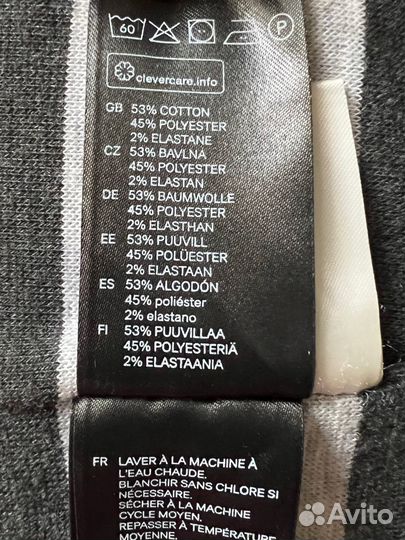 60 P
clevercare.info
GB 53% COTTON
45% POLYESTER
2% ELASTANE
CZ 53% BAVLNA
45% POLYESTER
2% ELASTAN
DE 53% BAUMWOLLE
45% POLYESTER
2% ELASTHAN
EE 53% PUUVILL
45% POLÜESTER
2% ELASTAAN
ES 53% ALGODÓN
45% poliéster
2% elastano
FI 53% PUUVILLAA
45% POLYESTERIÄ
2% ELASTAANIA
FR LAVER À LA MACHINE À
L'EAU CHAUDE.
BLANCHIR SANS CHLORE SI
NÉCESSAIRE.
SÉCHER À LA MACHINE
CYCLE MOYEN.
REPASSER À TEMPÉRATURE
MOYENNE.
Avito